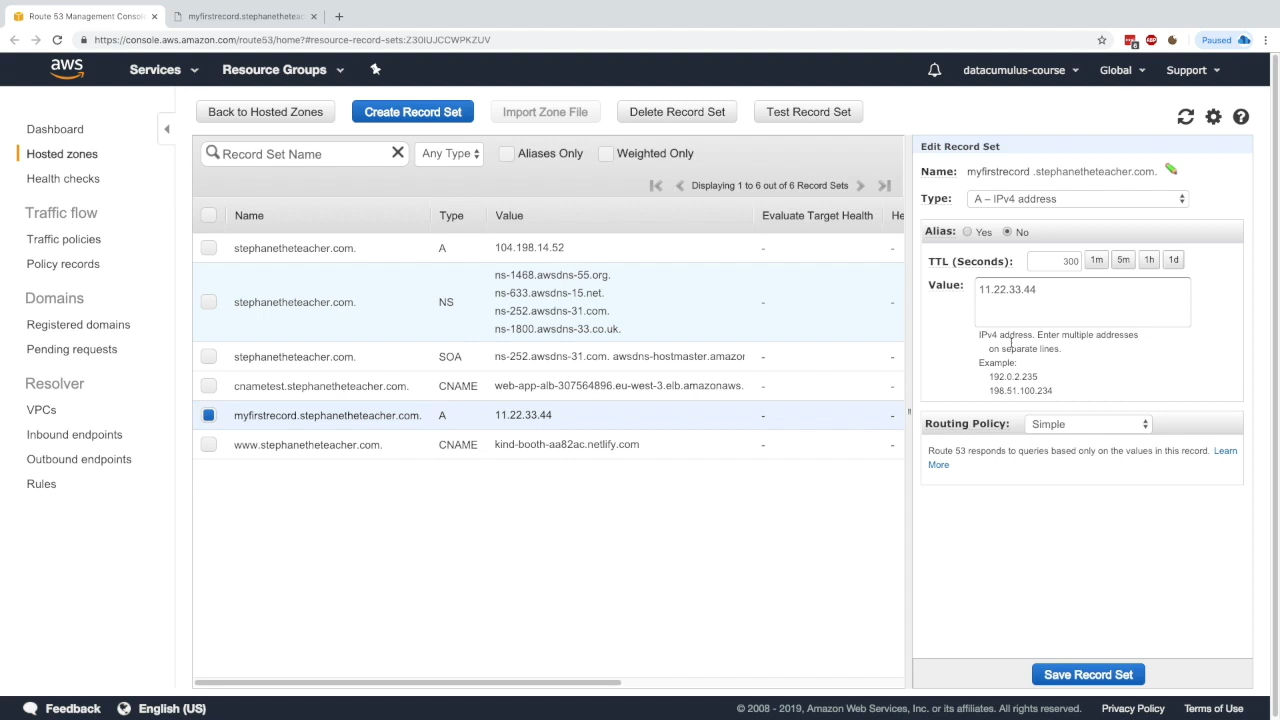 Route 53 Management Consol
myfirstrecord.stephanetheteac
https://console.aws.amazon.com/route53/home?#resource-record-sets:Z30IUJCCWPKZUV
Paused
aws
Services
Resource Groups
datacumulus-course
Global
Support
Back to Hosted Zones
Create Record Set
Import Zone File
Delete Record Set
Test Record Set
Dashboard
Hosted zones
Health checks
Traffic flow
Traffic policies
Policy records
Domains
Registered domains
Pending requests
Resolver
VPCs
Inbound endpoints
Outbound endpoints
Rules
Record Set Name
Any Type
Aliases Only
Weighted Only
Displaying 1 to 6 out of 6 Record Sets
Name Type Value Evaluate Target Health He
stephanetheteacher.com. A 104.198.14.52 - -
ns-1468.awsdns-55.org.
ns-633.awsdns-15.net.
stephanetheteacher.com. NS - -
ns-252.awsdns-31.com.
ns-1800.awsdns-33.co.uk.
stephanetheteacher.com. SOA ns-252.awsdns-31.com. awsdns-hostmaster.amazor - -
cnametest.stephanetheteacher.com. CNAME web-app-alb-307564896.eu-west-3.elb.amazonaws. - -
myfirstrecord.stephanetheteacher.com. A 11.22.33.44 - -
www.stephanetheteacher.com. CNAME kind-booth-aa82ac.netlify.com - -
Edit Record Set
Name: myfirstrecord .stephanetheteacher.com.
Type: A – IPv4 address
Alias: Yes No
TTL (Seconds): 300 1m 5m 1h 1d
Value: 11.22.33.44
IPv4 address. Enter multiple addresses
on separate lines.
Example:
192.0.2.235
198.51.100.234
Routing Policy: Simple
Route 53 responds to queries based only on the values in this record. Learn
More
Save Record Set
Feedback
English (US)
© 2008 - 2019, Amazon Web Services, Inc. or its affiliates. All rights reserved.
Privacy Policy
Terms of Use